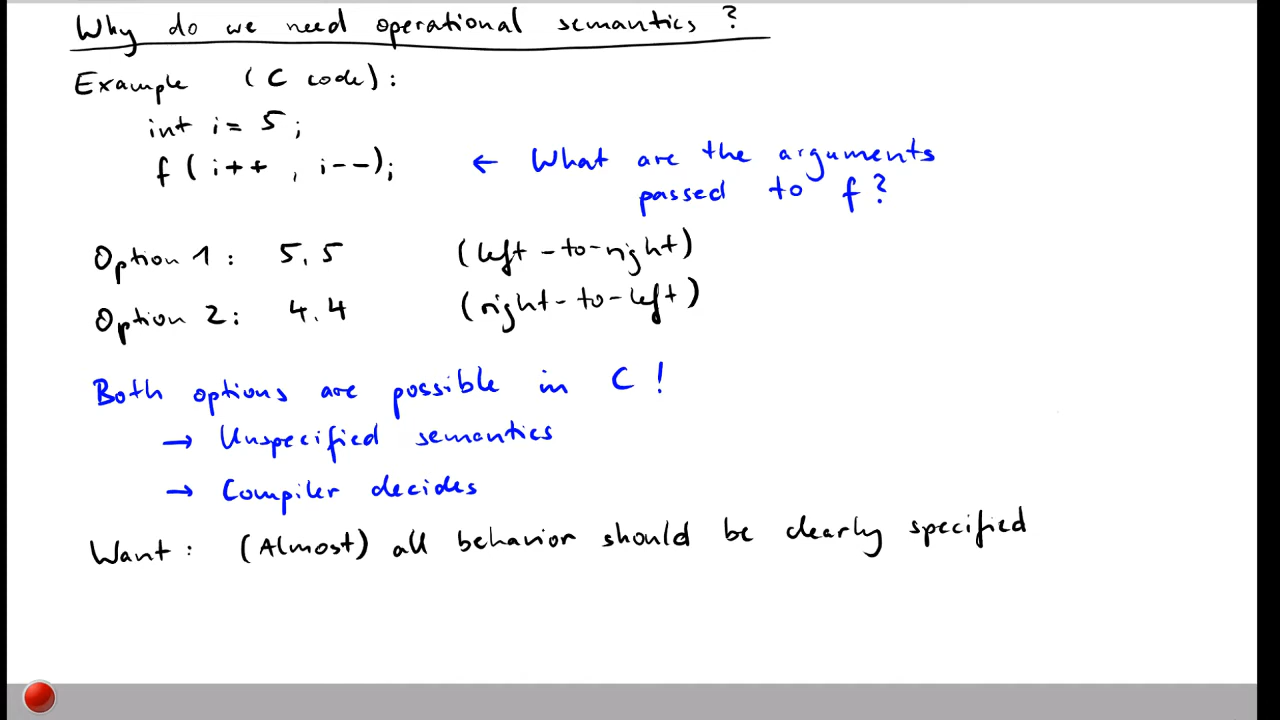 Why do we need operational semantics ?
Example (C code) :
int i = 5 ;
f ( i++ , i-- ) ;
← What are the arguments
passed to f ?
Option 1 : 5, 5 (left-to-right)
Option 2 : 4, 4 (right-to-left)
Both options are possible in C !
→ Unspecified semantics
→ Compiler decides
Want : (Almost) all behavior should be clearly specified